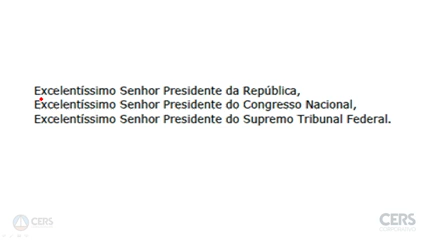 Excelentíssimo Senhor Presidente da República,
Excelentíssimo Senhor Presidente do Congresso Nacional,
Excelentíssimo Senhor Presidente do Supremo Tribunal Federal.
CERS
CERS